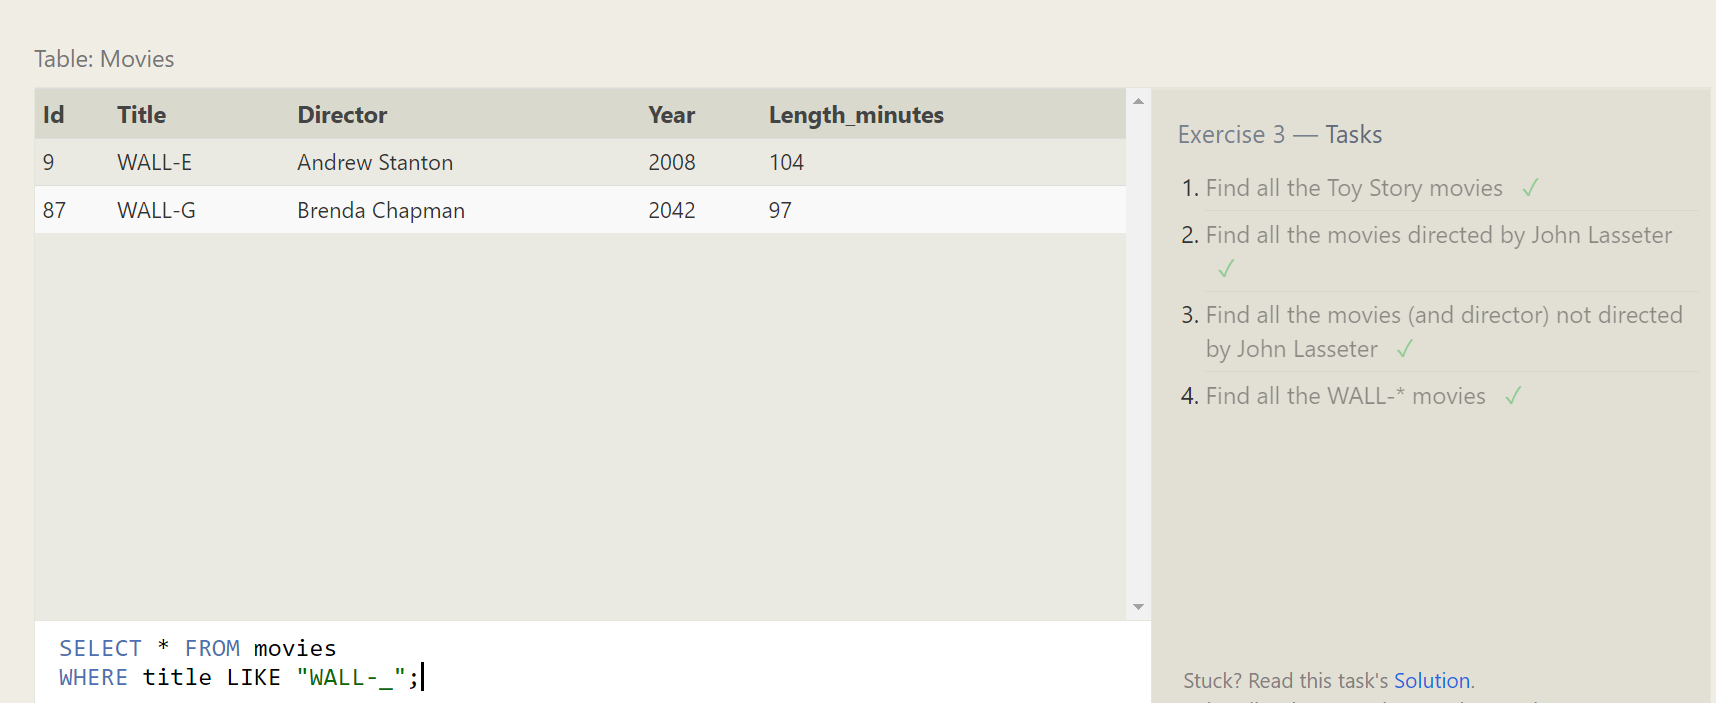 Table: Movies
Id Title Director Year Length_minutes
9 WALL-E Andrew Stanton 2008 104
87 WALL-G Brenda Chapman 2042 97
SELECT * FROM movies
WHERE title LIKE "WALL-_";
Exercise 3 — Tasks
1. Find all the Toy Story movies ✓
2. Find all the movies directed by John Lasseter
✓
3. Find all the movies (and director) not directed
by John Lasseter ✓
4. Find all the WALL-* movies ✓
Stuck? Read this task's Solution.